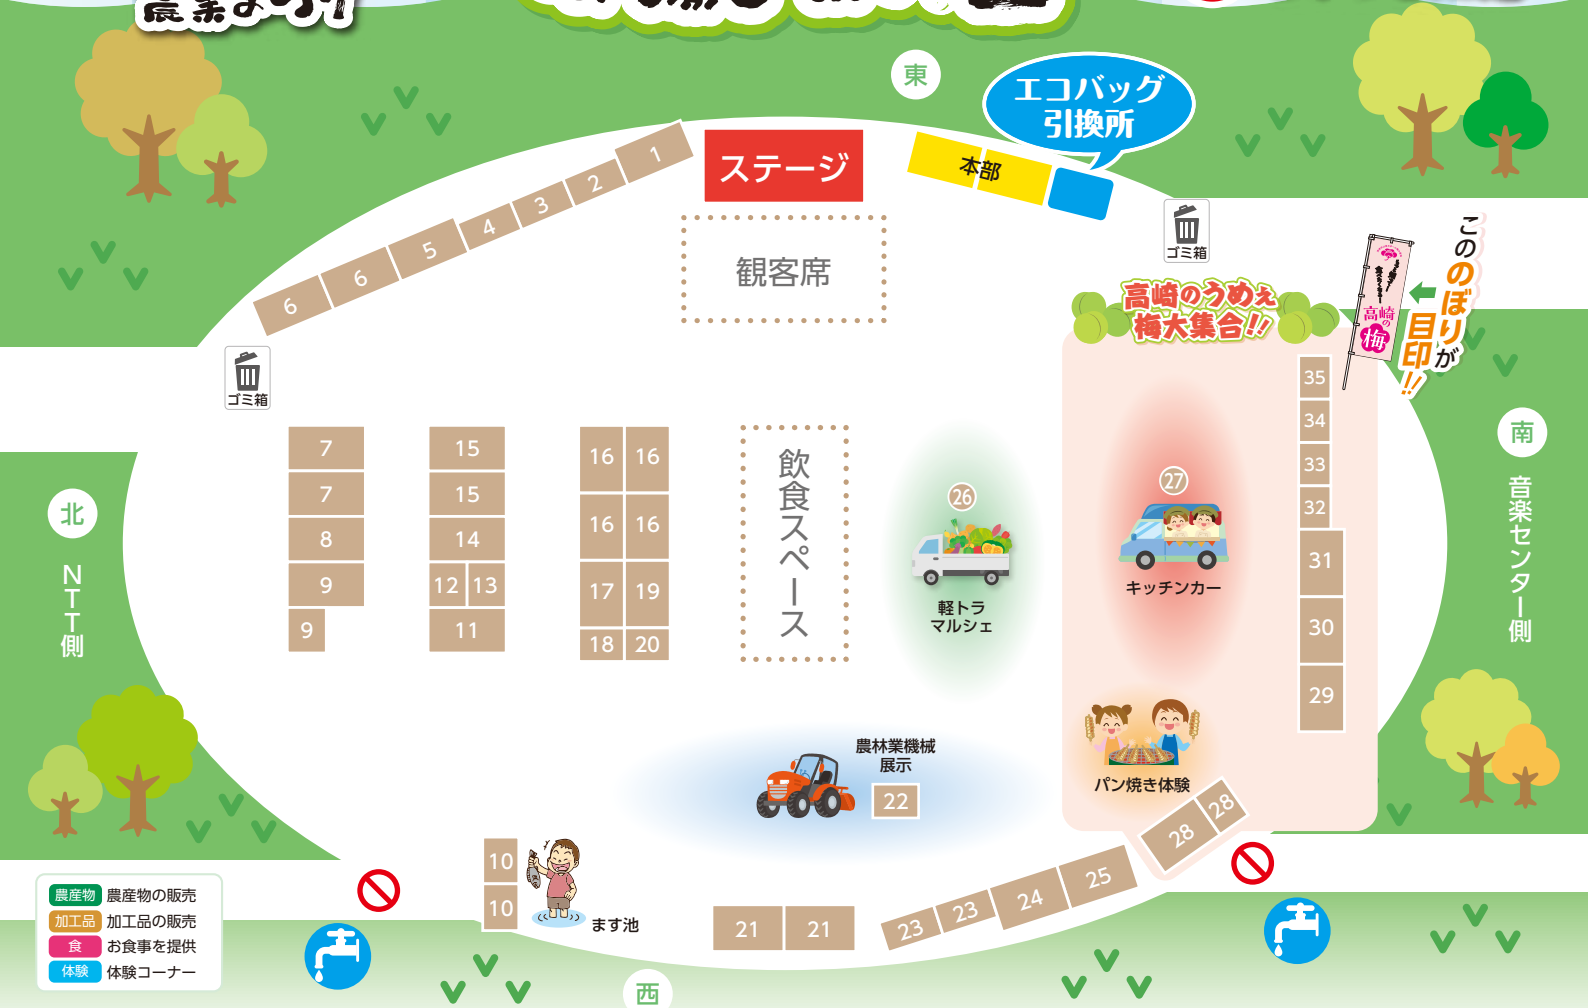 農業まつり
東
エコバッグ
引換所
ステージ
本部
観客席
ゴミ箱
1
2
3
4
5
6
6
ゴミ箱
高崎のうめぇ
梅大集合!!
高崎の
梅
この
のぼりが
目印!!
北
NTT側
南
音楽センター側
7
7
8
9
9
15
15
14
12 13
11
16 16
16 16
17 19
18 20
飲食スペース
26
軽トラ
マルシェ
27
キッチンカー
35
34
33
32
31
30
29
パン焼き体験
28 28
農林業機械
展示
22
10
10
ます池
21 21
23 23 24 25
西
農産物 農産物の販売
加工品 加工品の販売
食 お食事を提供
体験 体験コーナー